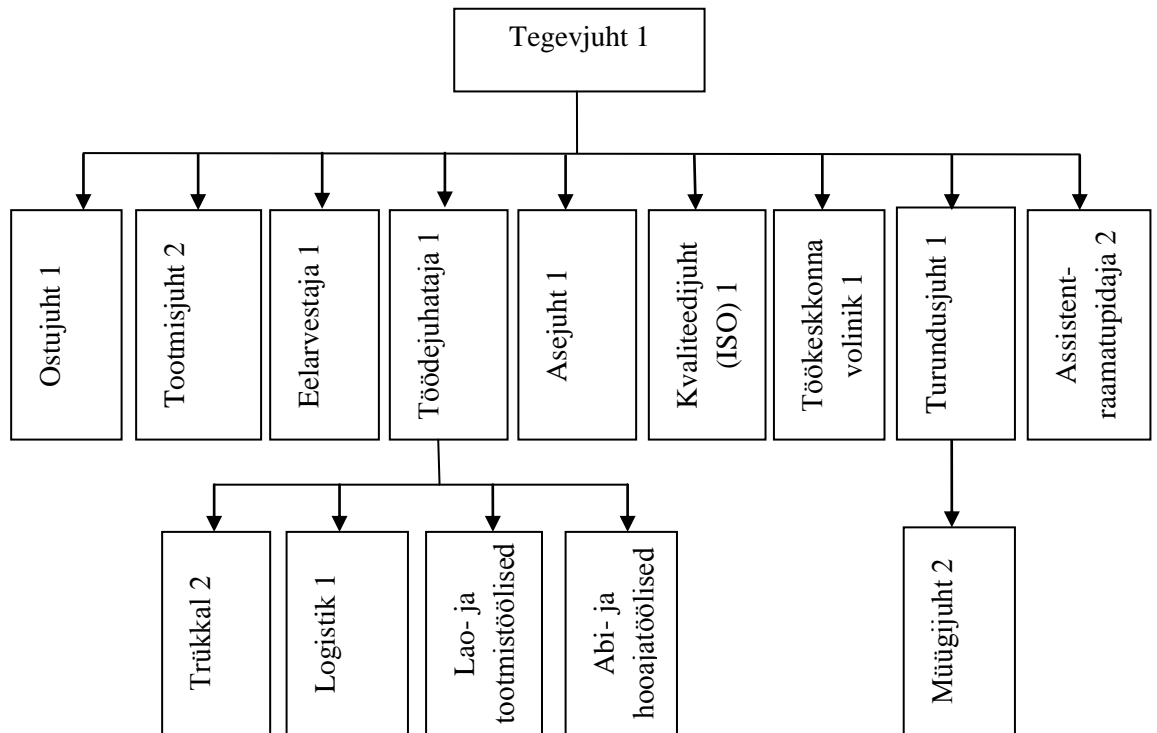 Tegevjuht 1
Ostujuht 1
Tootmisjuht 2
Eelarvestaja 1
Töödejuhataja 1
Asejuht 1
Kvaliteedijuht
(ISO) 1
Töökeskkonna
volinik 1
Turundusjuht 1
Assistent-
raamatupidaja 2
Trükkal 2
Logistik 1
Lao- ja
tootmistöölised
Abi- ja
hooajatöölised
Müügijuht 2